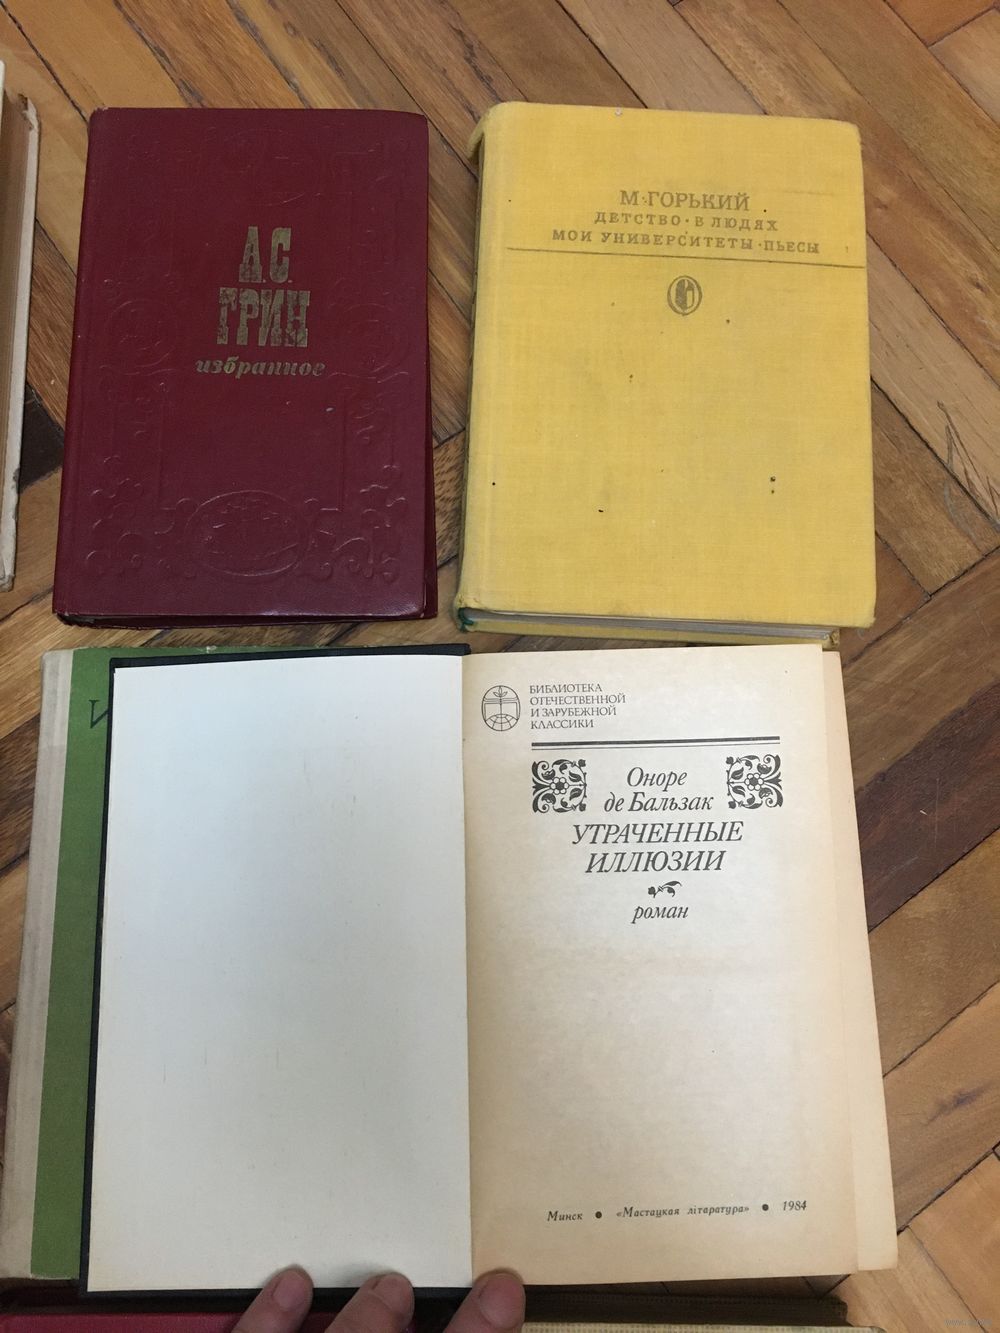 А.С.
ГРИН
избранное
М·ГОРЬКИЙ
ДЕТСТВО·В ЛЮДЯХ
МОИ УНИВЕРСИТЕТЫ·ПЬЕСЫ
БИБЛИОТЕКА
ОТЕЧЕСТВЕННОЙ
И ЗАРУБЕЖНОЙ
КЛАССИКИ
Оноре
де Бальзак
УТРАЧЕННЫЕ
ИЛЛЮЗИИ
роман
Минск ● «Мастацкая літаратура» ● 1984